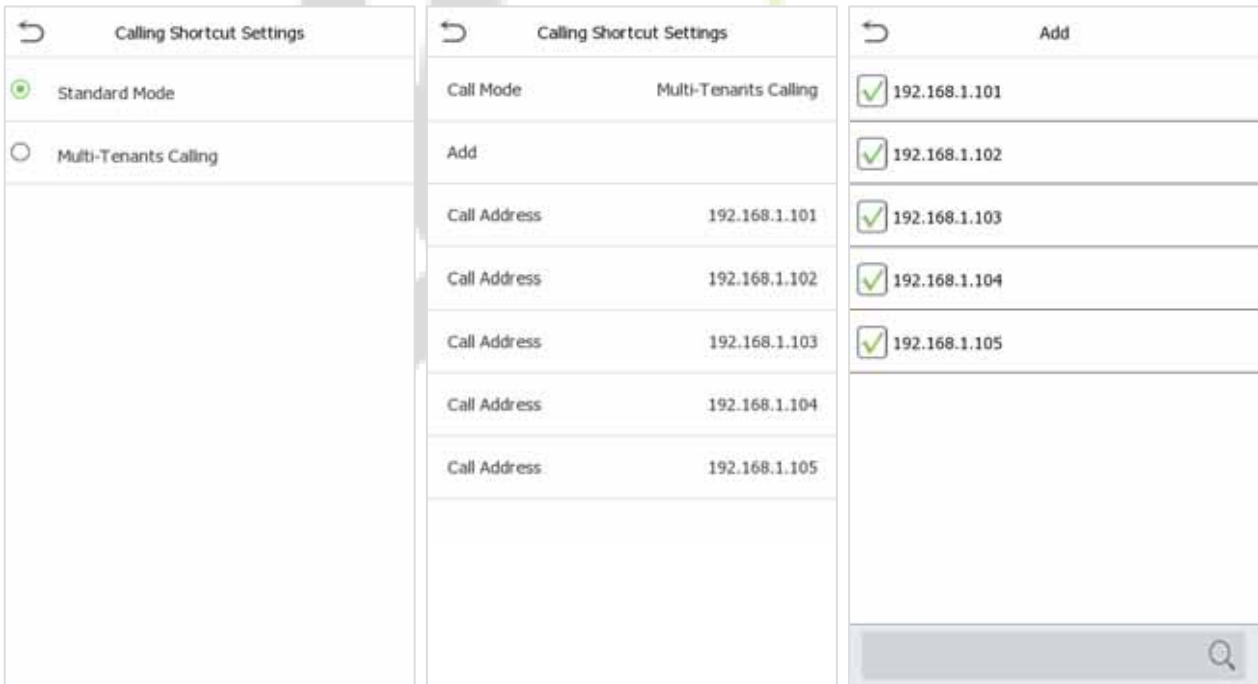 Calling Shortcut Settings
Standard Mode
Multi-Tenants Calling
Calling Shortcut Settings
Call Mode Multi-Tenants Calling
Add
Call Address 192.168.1.101
Call Address 192.168.1.102
Call Address 192.168.1.103
Call Address 192.168.1.104
Call Address 192.168.1.105
Add
192.168.1.101
192.168.1.102
192.168.1.103
192.168.1.104
192.168.1.105